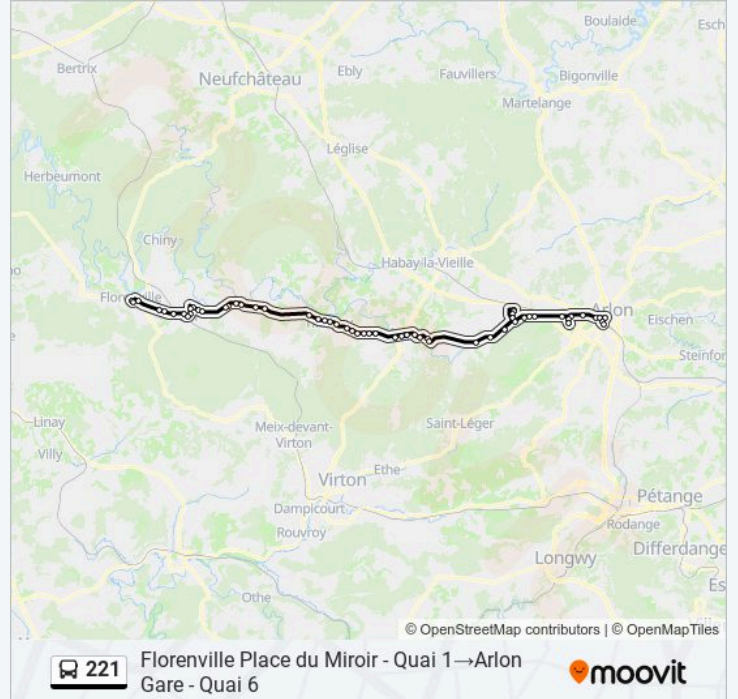 Boulaide
Esch
Bertrix
Neufchâteau
Ebly
Fauvillers
Bigonville
Martelange
Léglise
Herbeumont
Chiny
Habay-la-Vieille
Arlon
Eischen
Steinfor
Linay
Villy
Meix-devant-
Virton
Saint-Léger
Virton
Ethe
Dampicourt
Rouvroy
Pétange
Rodange
Differdange
Longwy
Es
Othe
© OpenStreetMap contributors | © OpenMapTiles
221
Florenville Place du Miroir - Quai 1→Arlon
Gare - Quai 6
moovit